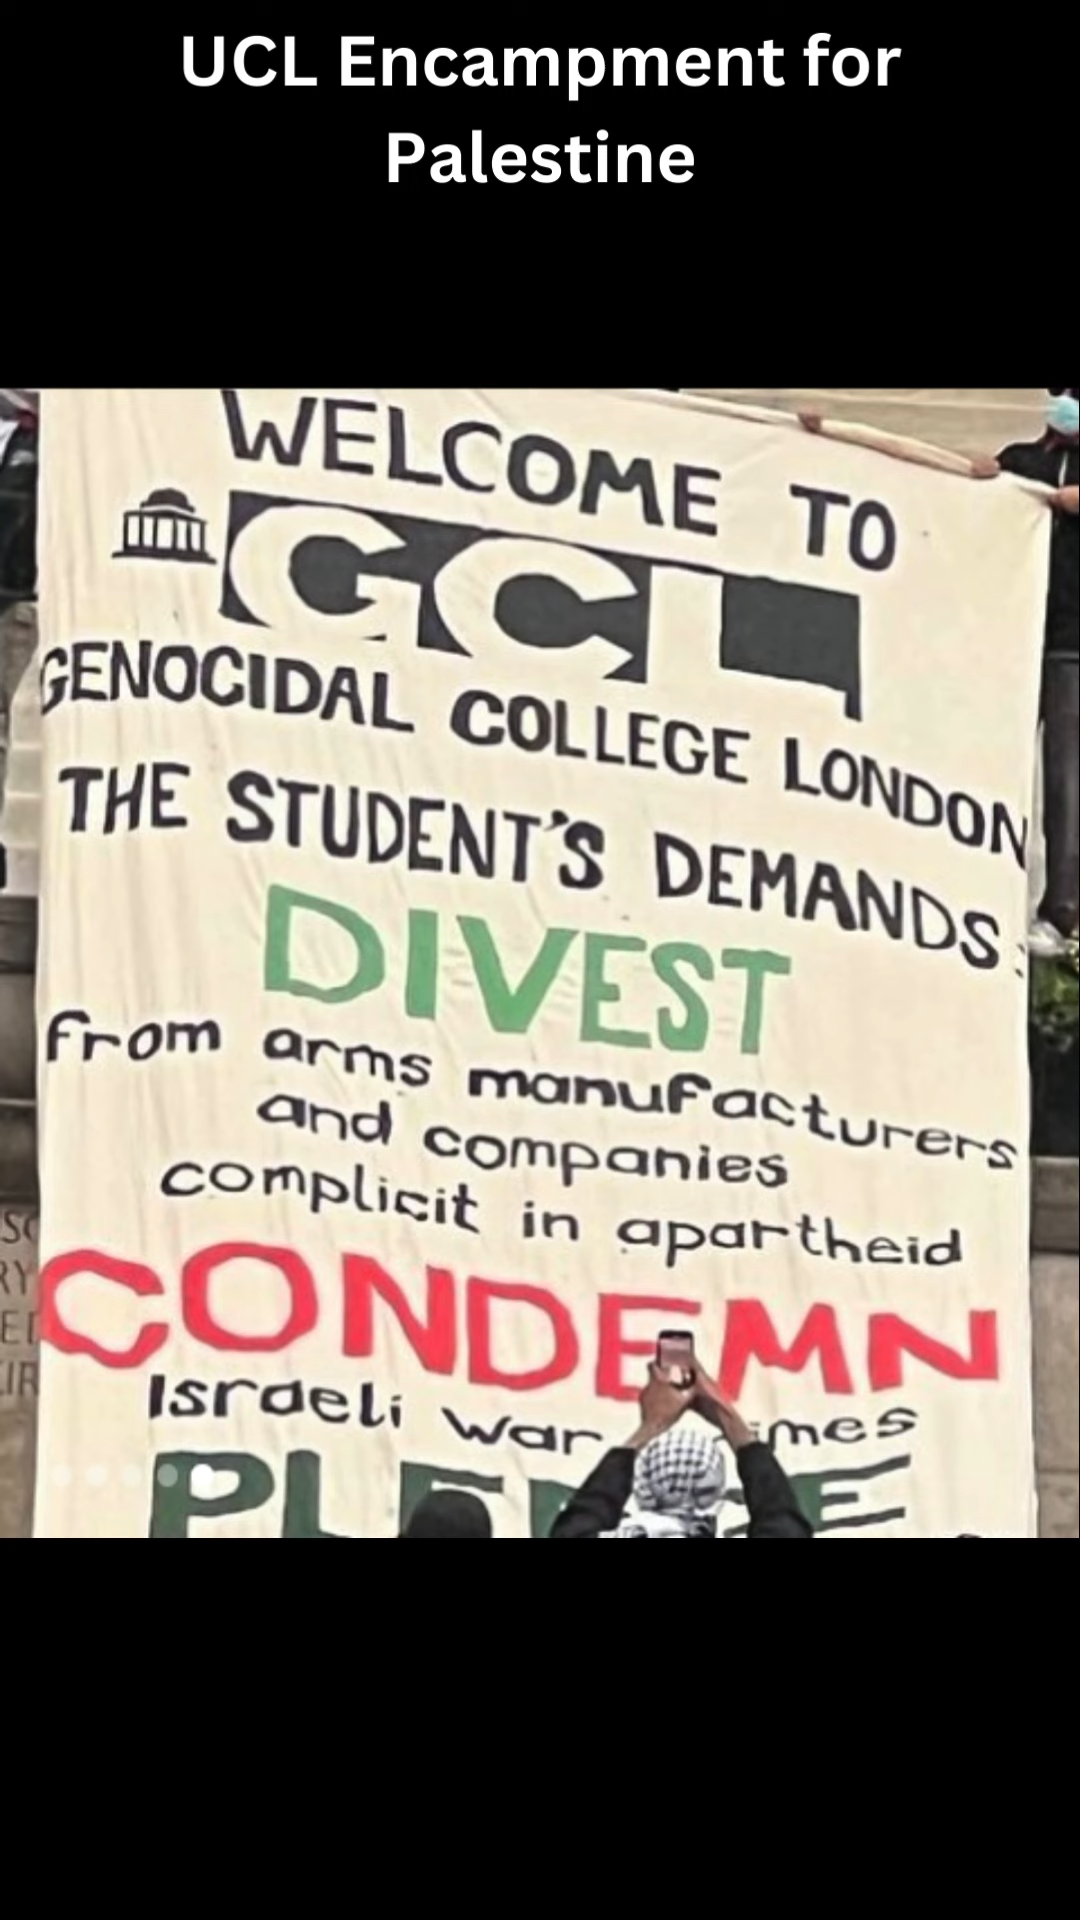 UCL Encampment for
Palestine
WELCOME TO
GCL
GENOCIDAL COLLEGE LONDON
THE STUDENT'S DEMANDS:
DIVEST
from arms manufacturers
and companies
complicit in apartheid
CONDEMN
Israeli war